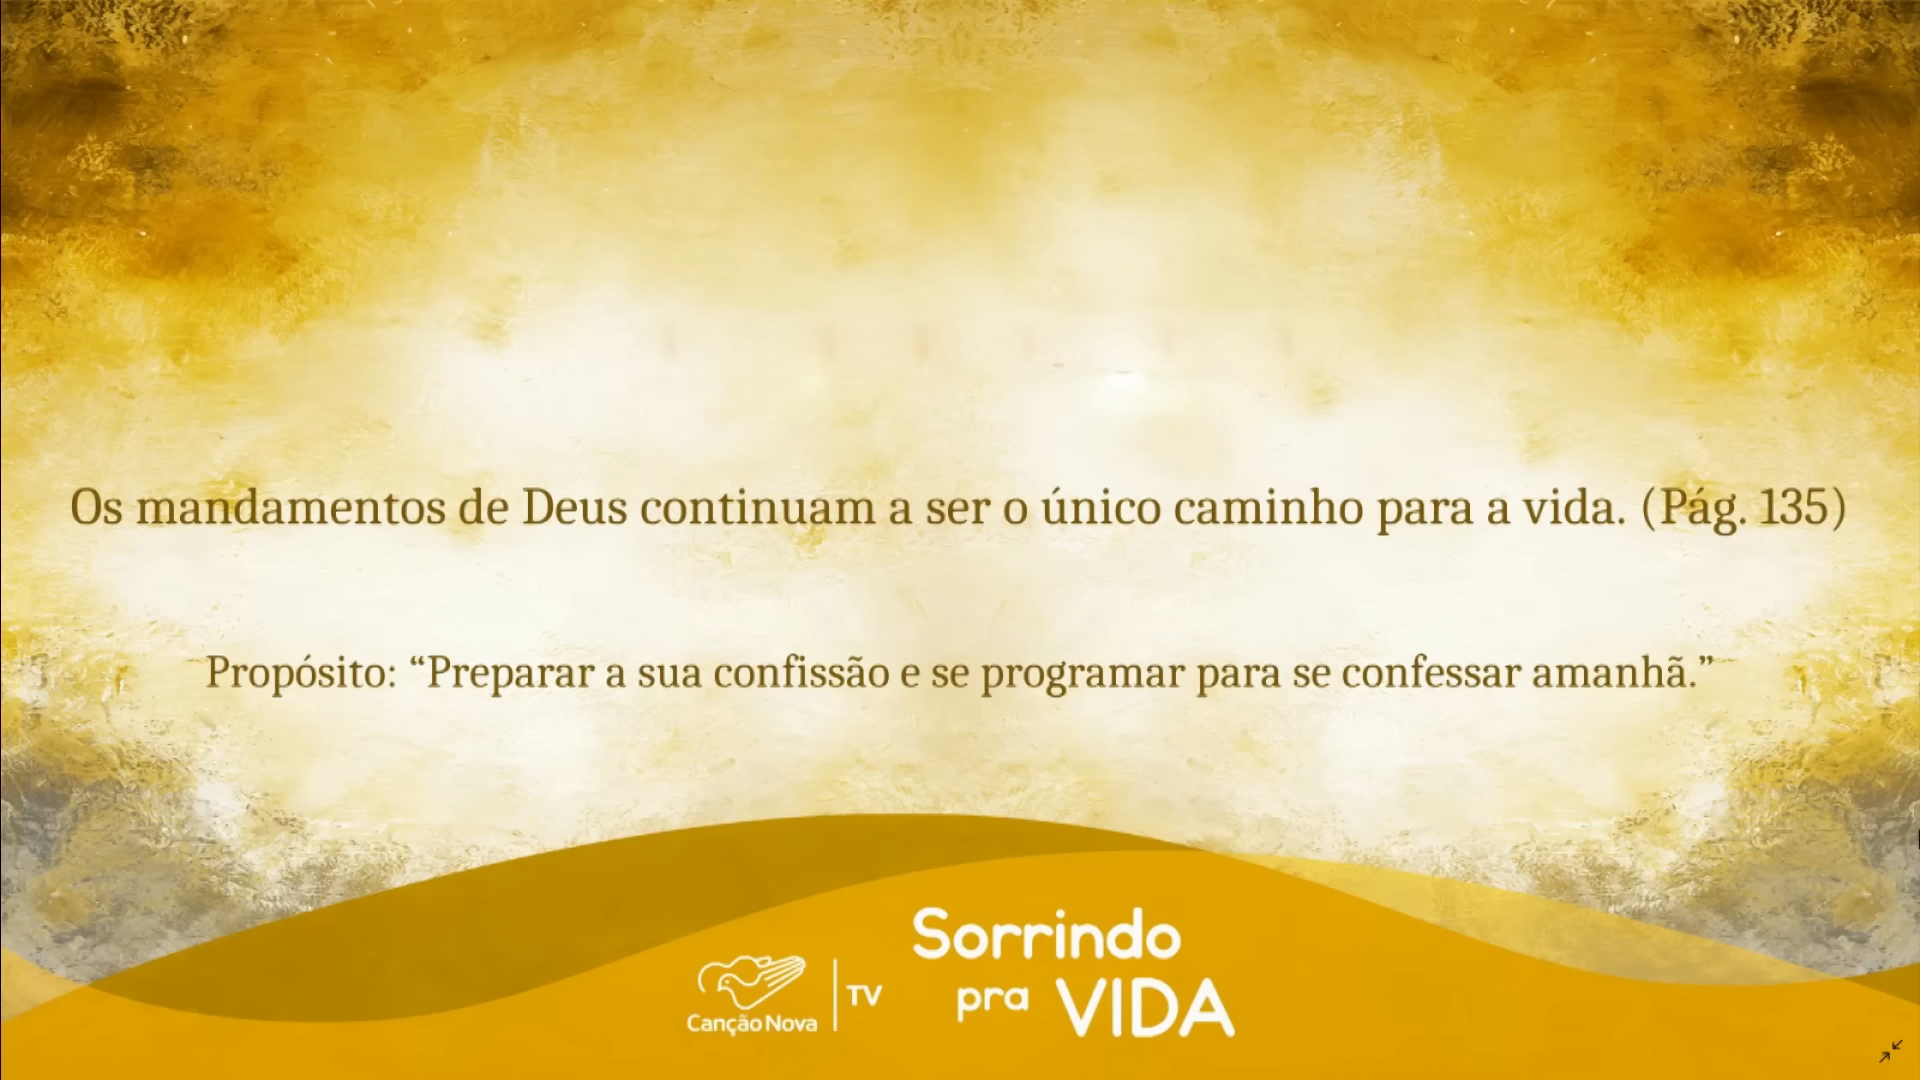 Os mandamentos de Deus continuam a ser o único caminho para a vida. (Pág. 135)
Propósito: “Preparar a sua confissão e se programar para se confessar amanhã.”
Canção Nova
TV
Sorrindo
pra VIDA